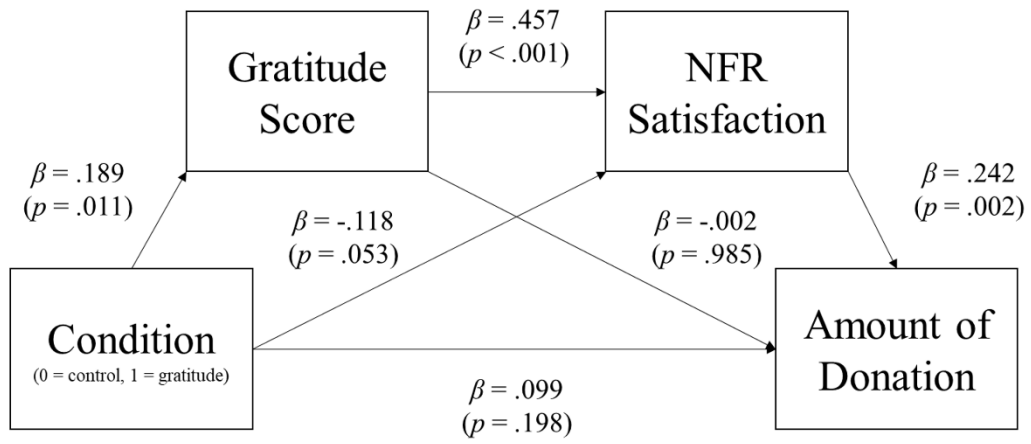 β = .457
(p < .001)
Gratitude
Score
NFR
Satisfaction
β = .189
(p = .011)
β = .242
(p = .002)
β = -.118
(p = .053)
β = -.002
(p = .985)
Condition
(0 = control, 1 = gratitude)
Amount of
Donation
β = .099
(p = .198)